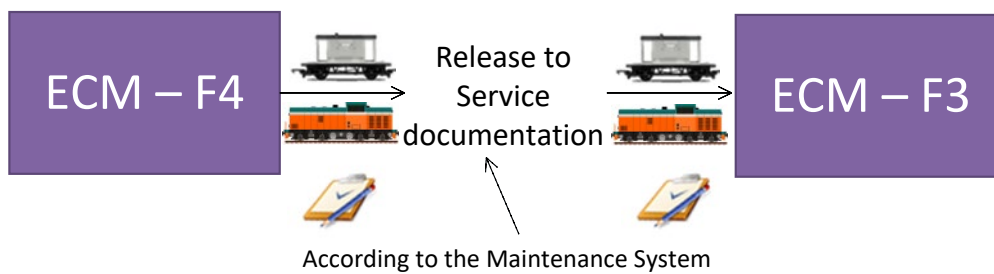 ECM – F4
Release to
Service
documentation
ECM – F3
According to the Maintenance System